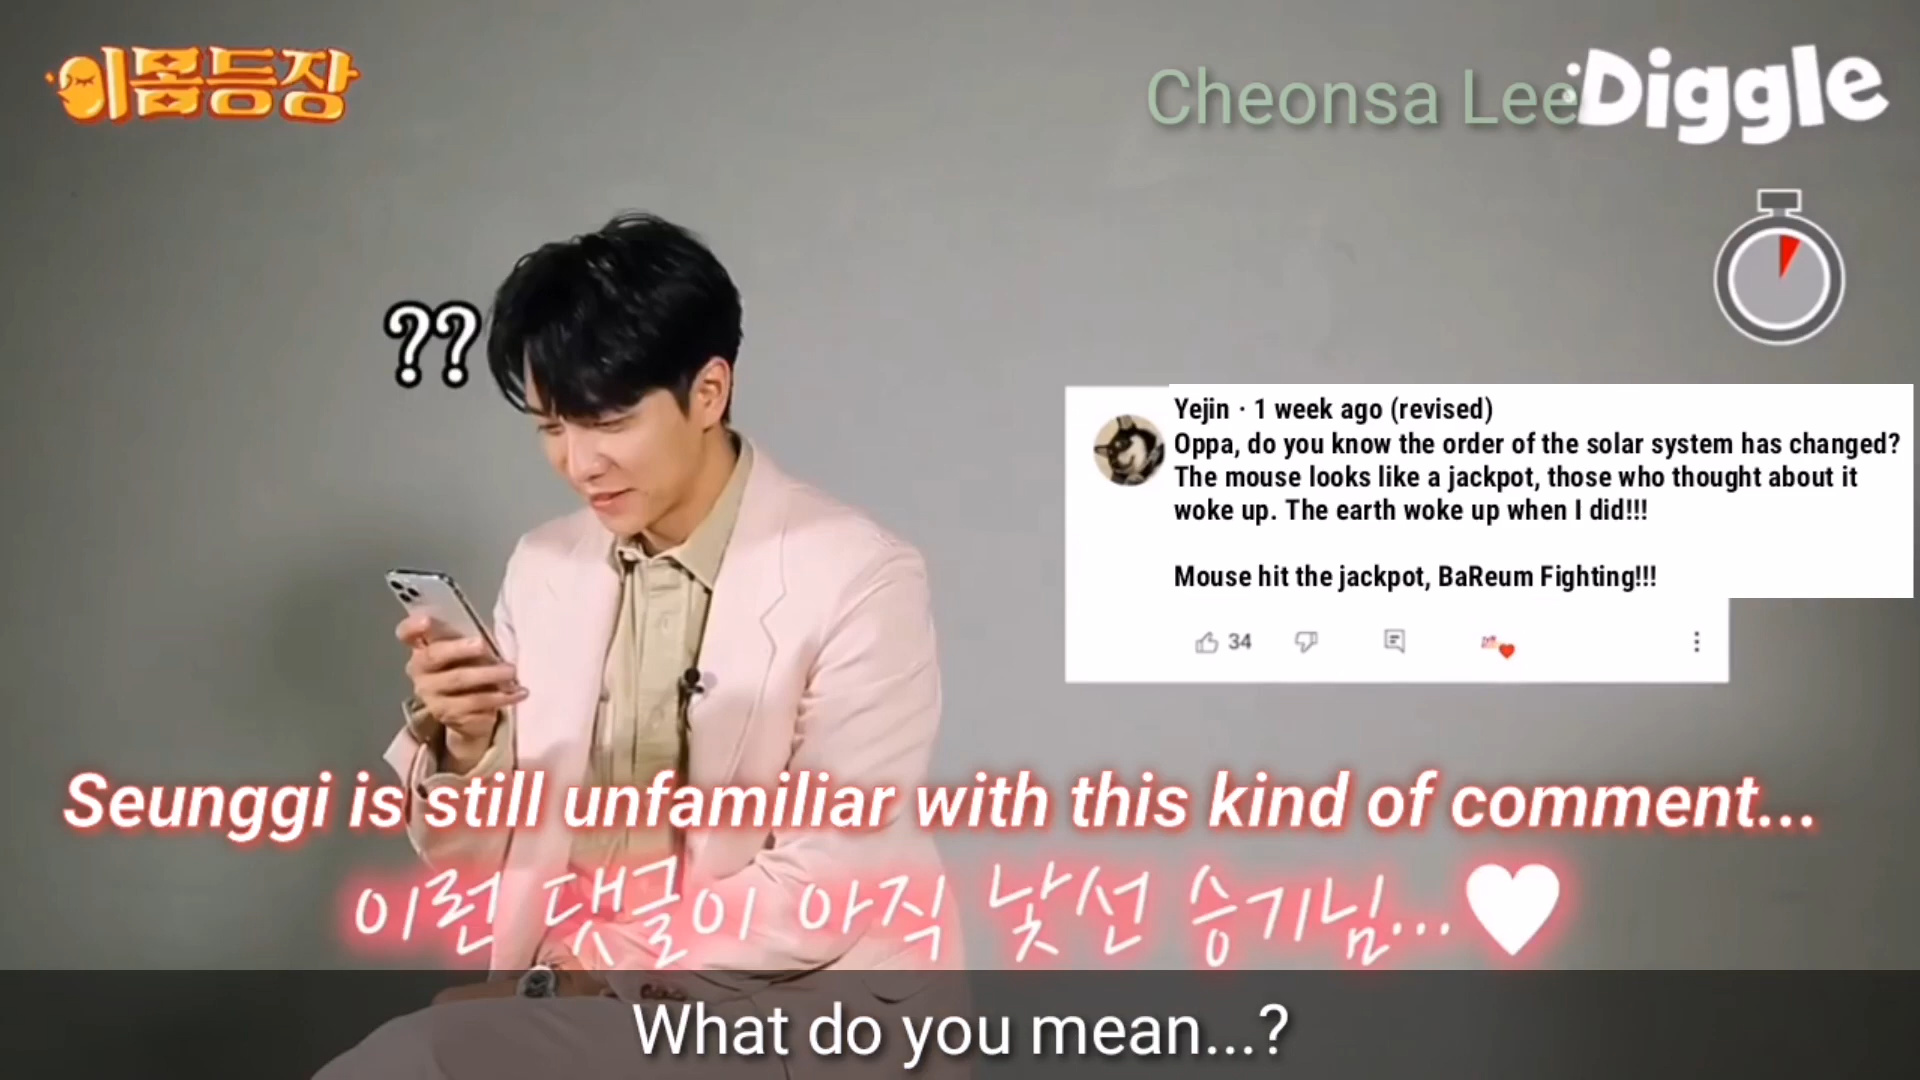 이봄등장
Cheonsa Lee
Diggle
??
Yejin · 1 week ago (revised)
Oppa, do you know the order of the solar system has changed?
The mouse looks like a jackpot, those who thought about it
woke up. The earth woke up when I did!!!
Mouse hit the jackpot, BaReum Fighting!!!
34
Seunggi is still unfamiliar with this kind of comment...
이런 댓글이 아직 낯선 승기님...
What do you mean...?